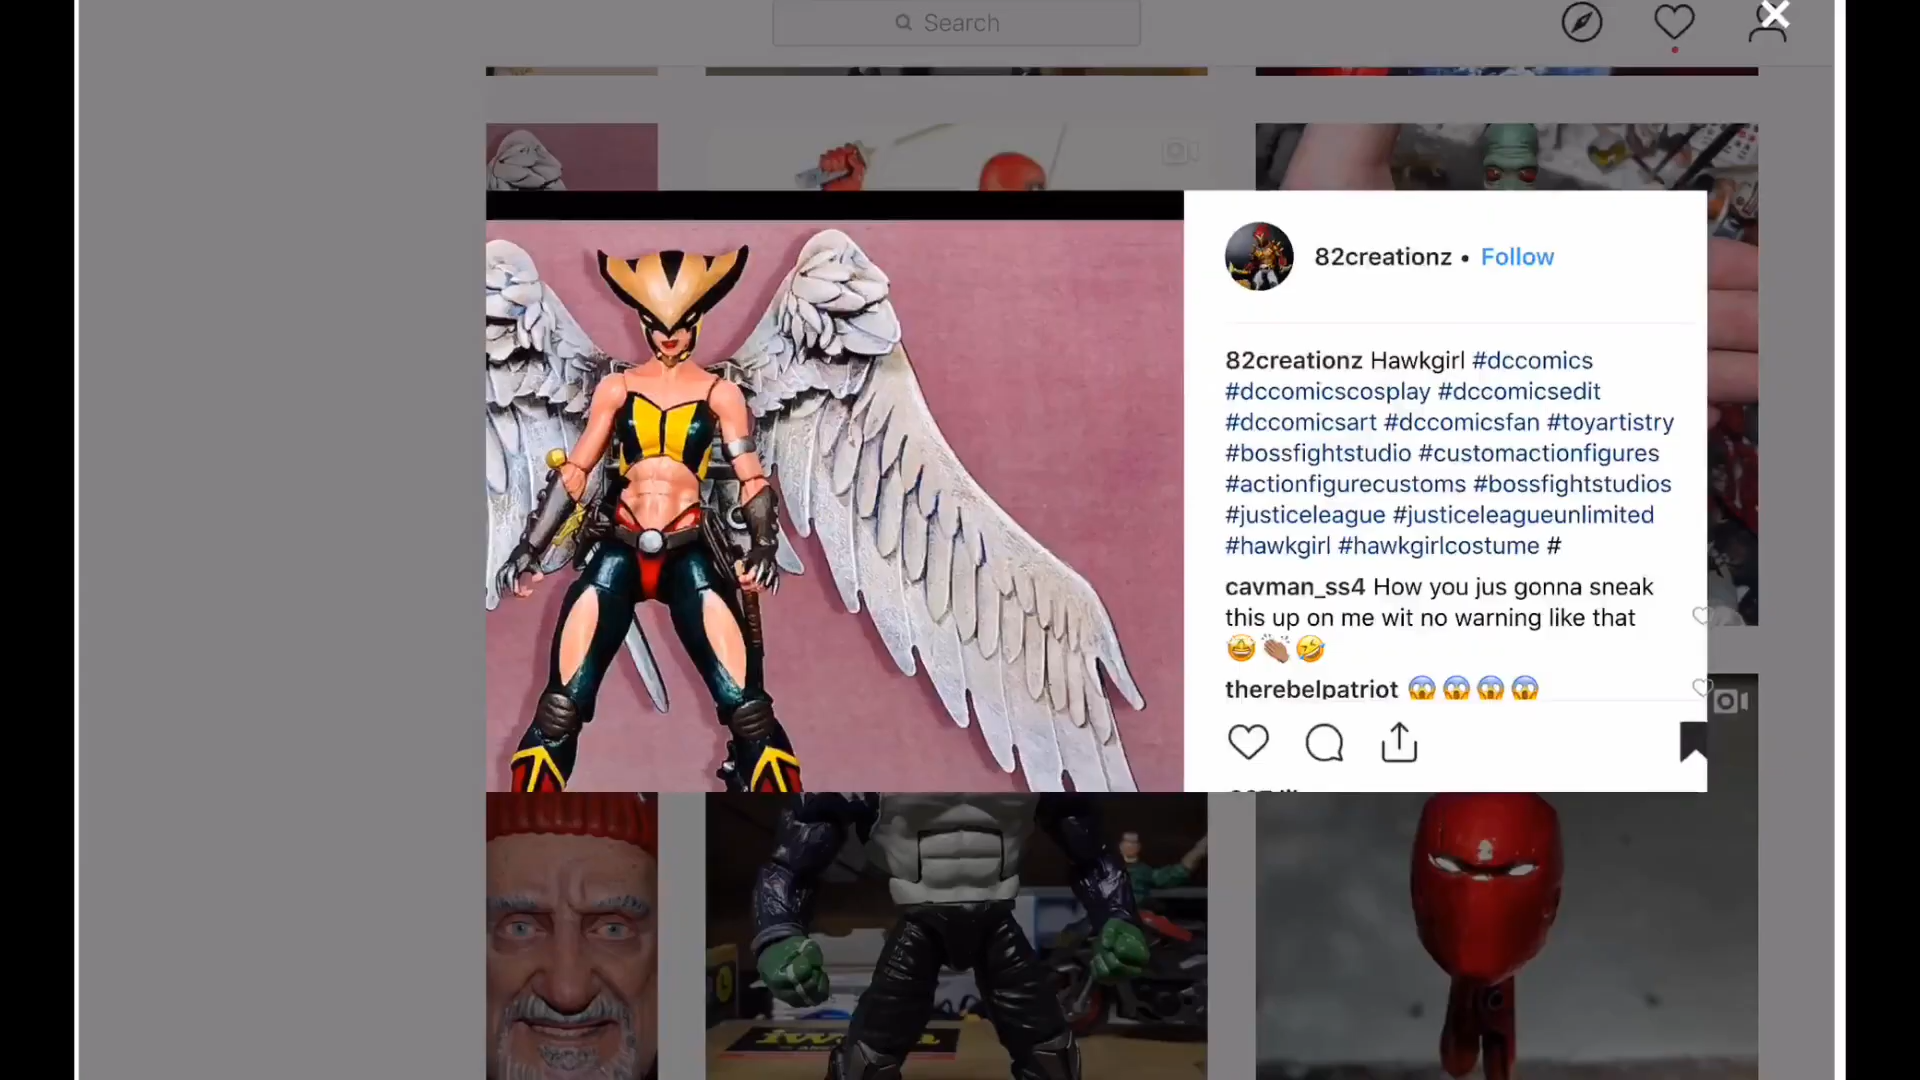 Search
82creationz • Follow
82creationz Hawkgirl #dccomics
#dccomicscosplay #dccomicsedit
#dccomicsart #dccomicsfan #toyartistry
#bossfightstudio #customactionfigures
#actionfigurecustoms #bossfightstudios
#justiceleague #justiceleagueunlimited
#hawkgirl #hawkgirlcostume #
cavman_ss4 How you jus gonna sneak
this up on me wit no warning like that
🤩👏🏽🤣
therebelpatriot 😱😱😱😱